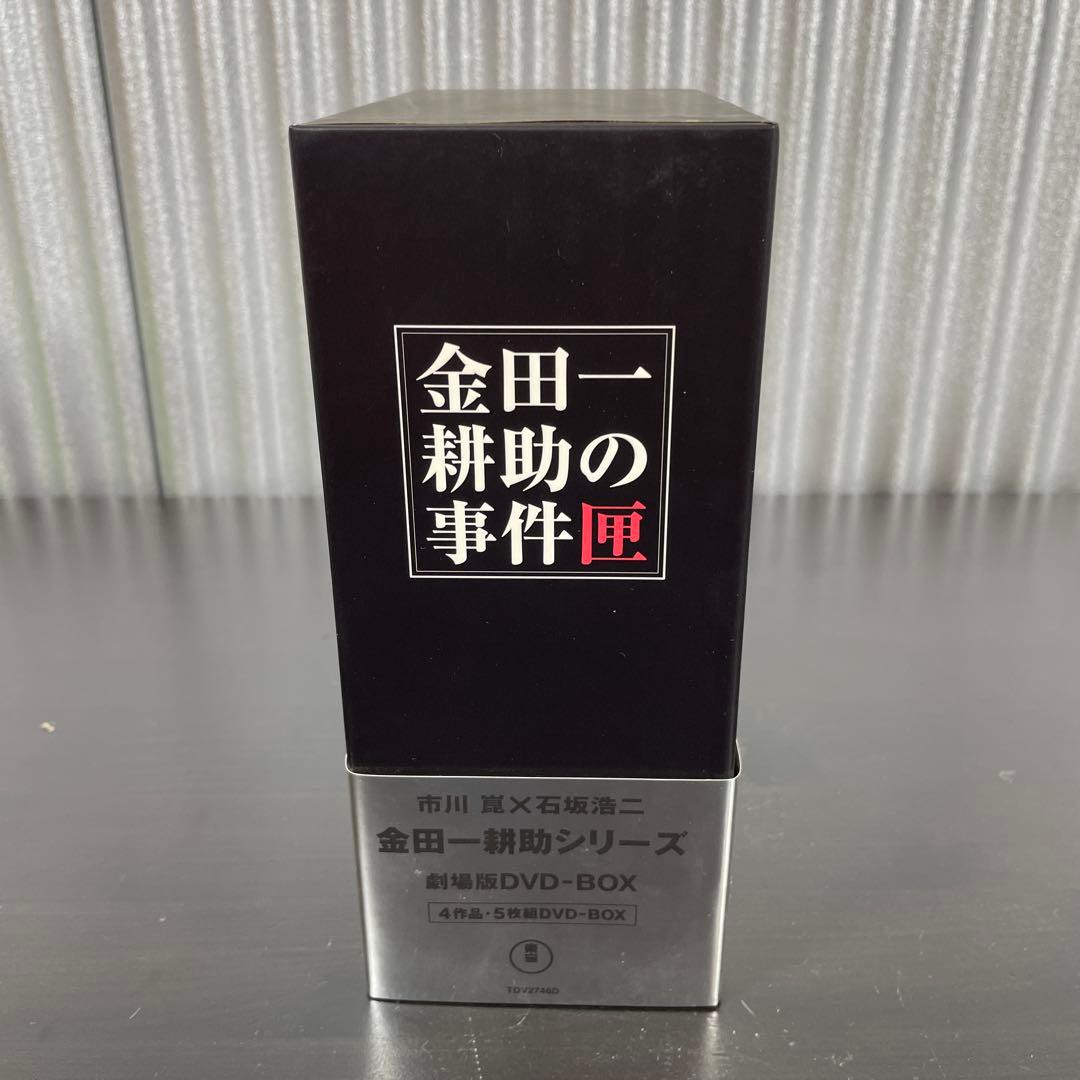 金田一
耕助の
事件匣
市川 崑×石坂浩二
金田一耕助シリーズ
劇場版DVD-BOX
4作品・5枚組DVD-BOX
東宝
TDV2746D